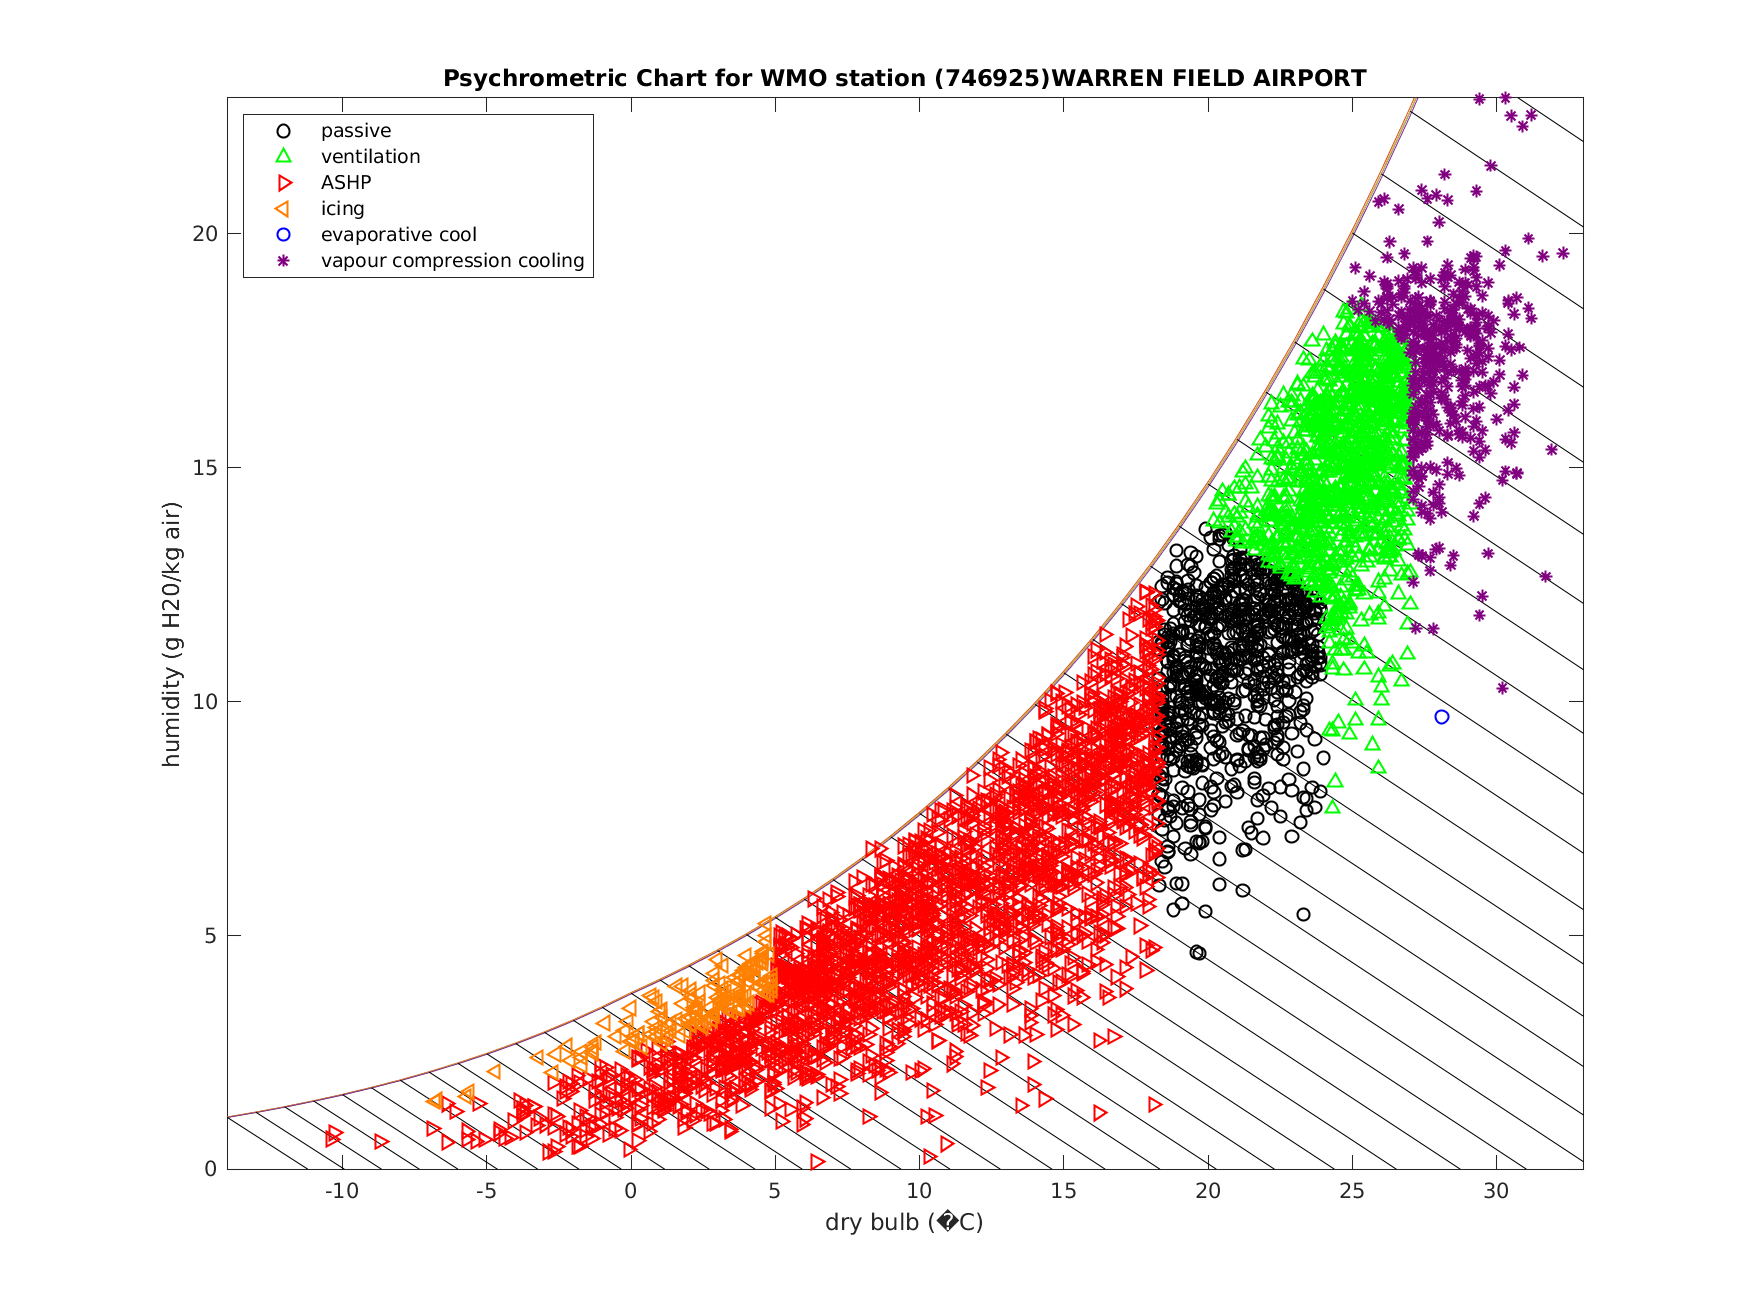 Psychrometric Chart for WMO station (746925)WARREN FIELD AIRPORT
passive
ventilation
ASHP
icing
evaporative cool
vapour compression cooling
humidity (g H20/kg air)
20
15
10
5
0
-10 -5 0 5 10 15 20 25 30
dry bulb (�C)